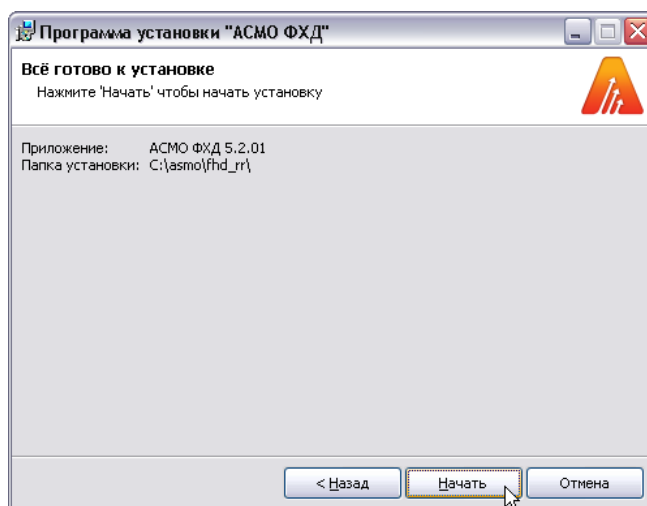 Программа установки "АСМО ФХД"
Всё готово к установке
Нажмите 'Начать' чтобы начать установку
Приложение: АСМО ФХД 5.2.01
Папка установки: C:\asmo\fhd_rr\
< Назад Начать Отмена